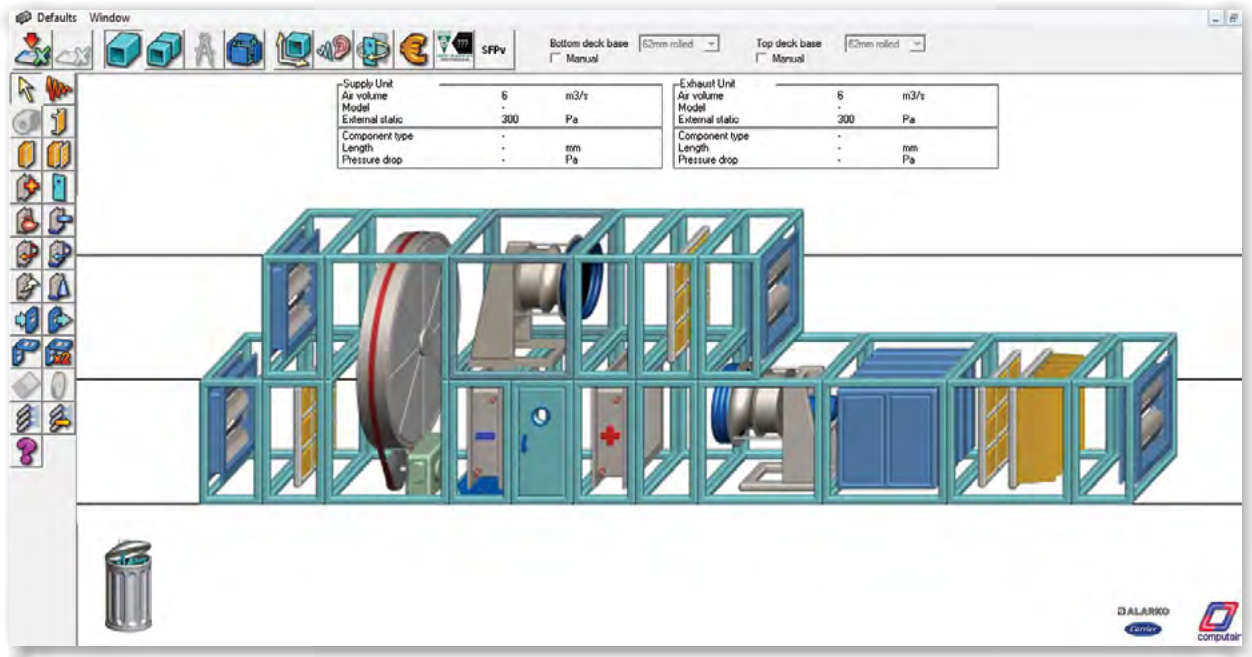 Defaults Window
SFPv
Bottom deck base 62mm rolled
Manual
Top deck base 62mm rolled
Manual
Supply Unit
Air volume 6 m3/s
Model -
External static 300 Pa
Component type -
Length - mm
Pressure drop - Pa
Exhaust Unit
Air volume 6 m3/s
Model -
External static 300 Pa
Component type -
Length - mm
Pressure drop - Pa
x2
ALARKO
Carrier
computair